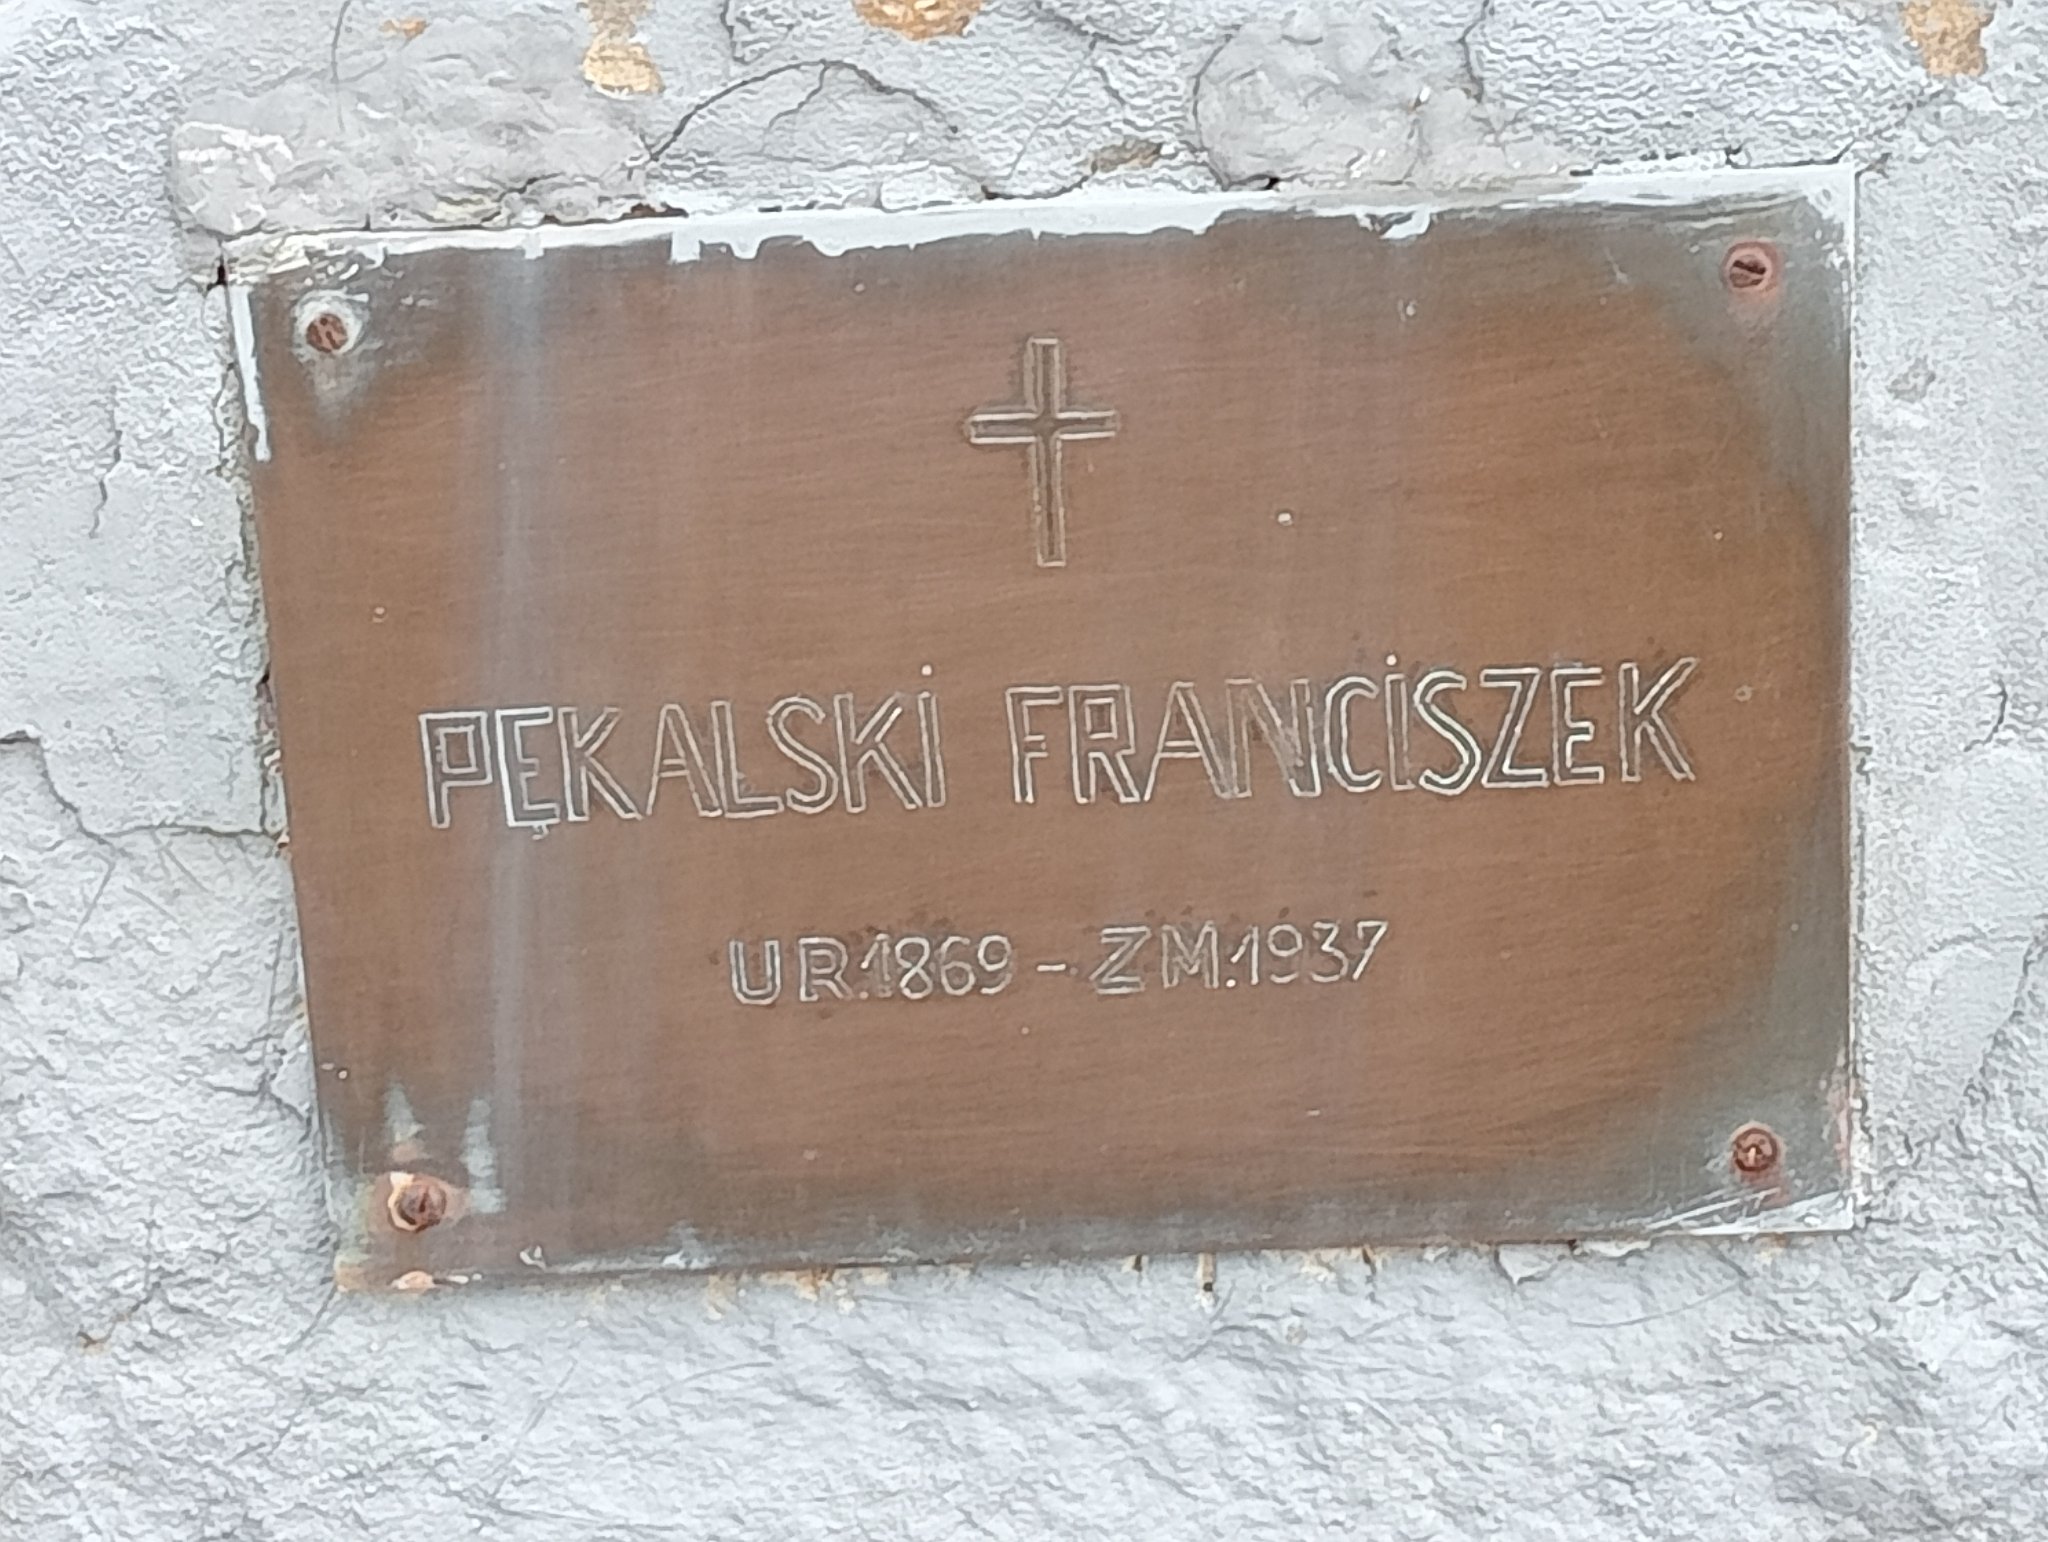 PĘKALSKi FRANCiSZEK
UR.1869 - ZM.1937